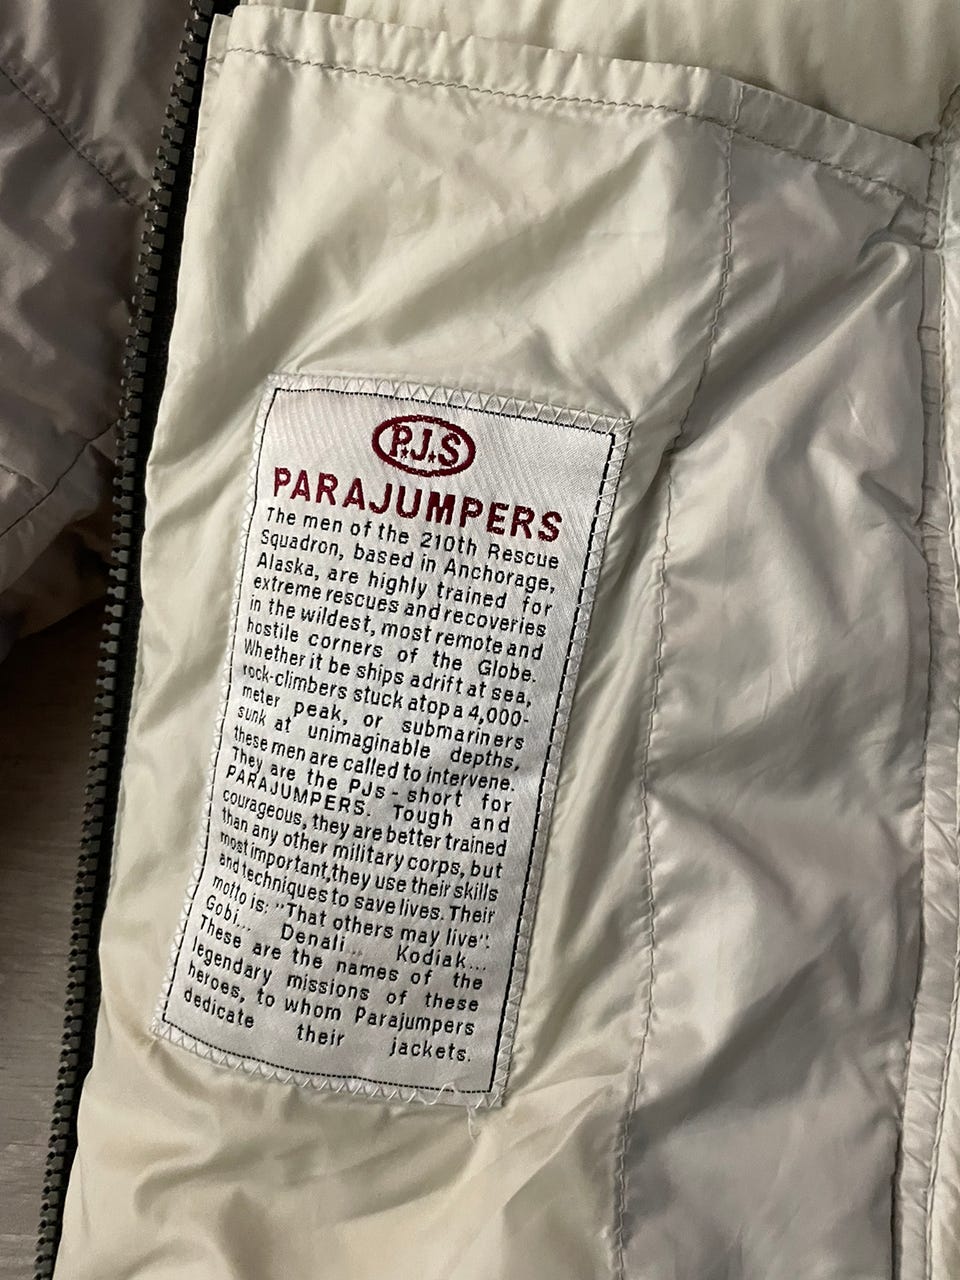 P.J.S
PARAJUMPERS
The men of the 210th Rescue
Squadron, based in Anchorage,
Alaska, are highly trained for
extreme rescues and recoveries
in the wildest, most remote and
hostile corners of the Globe.
Whether it be ships adrift at sea,
rock-climbers stuck atop a 4,000-
meter peak, or submariners
sunk at unimaginable depths,
these men are called to intervene.
They are the PJs - short for
PARAJUMPERS. Tough and
courageous, they are better trained
than any other military corps, but
most important,they use their skills
and techniques to save lives. Their
motto is: "That others may live".
Gobi... Denali... Kodiak...
These are the names of the
legendary missions of these
heroes, to whom Parajumpers
dedicate their jackets.